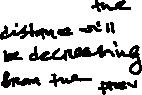 the
distance will
be decreasing
from the prev